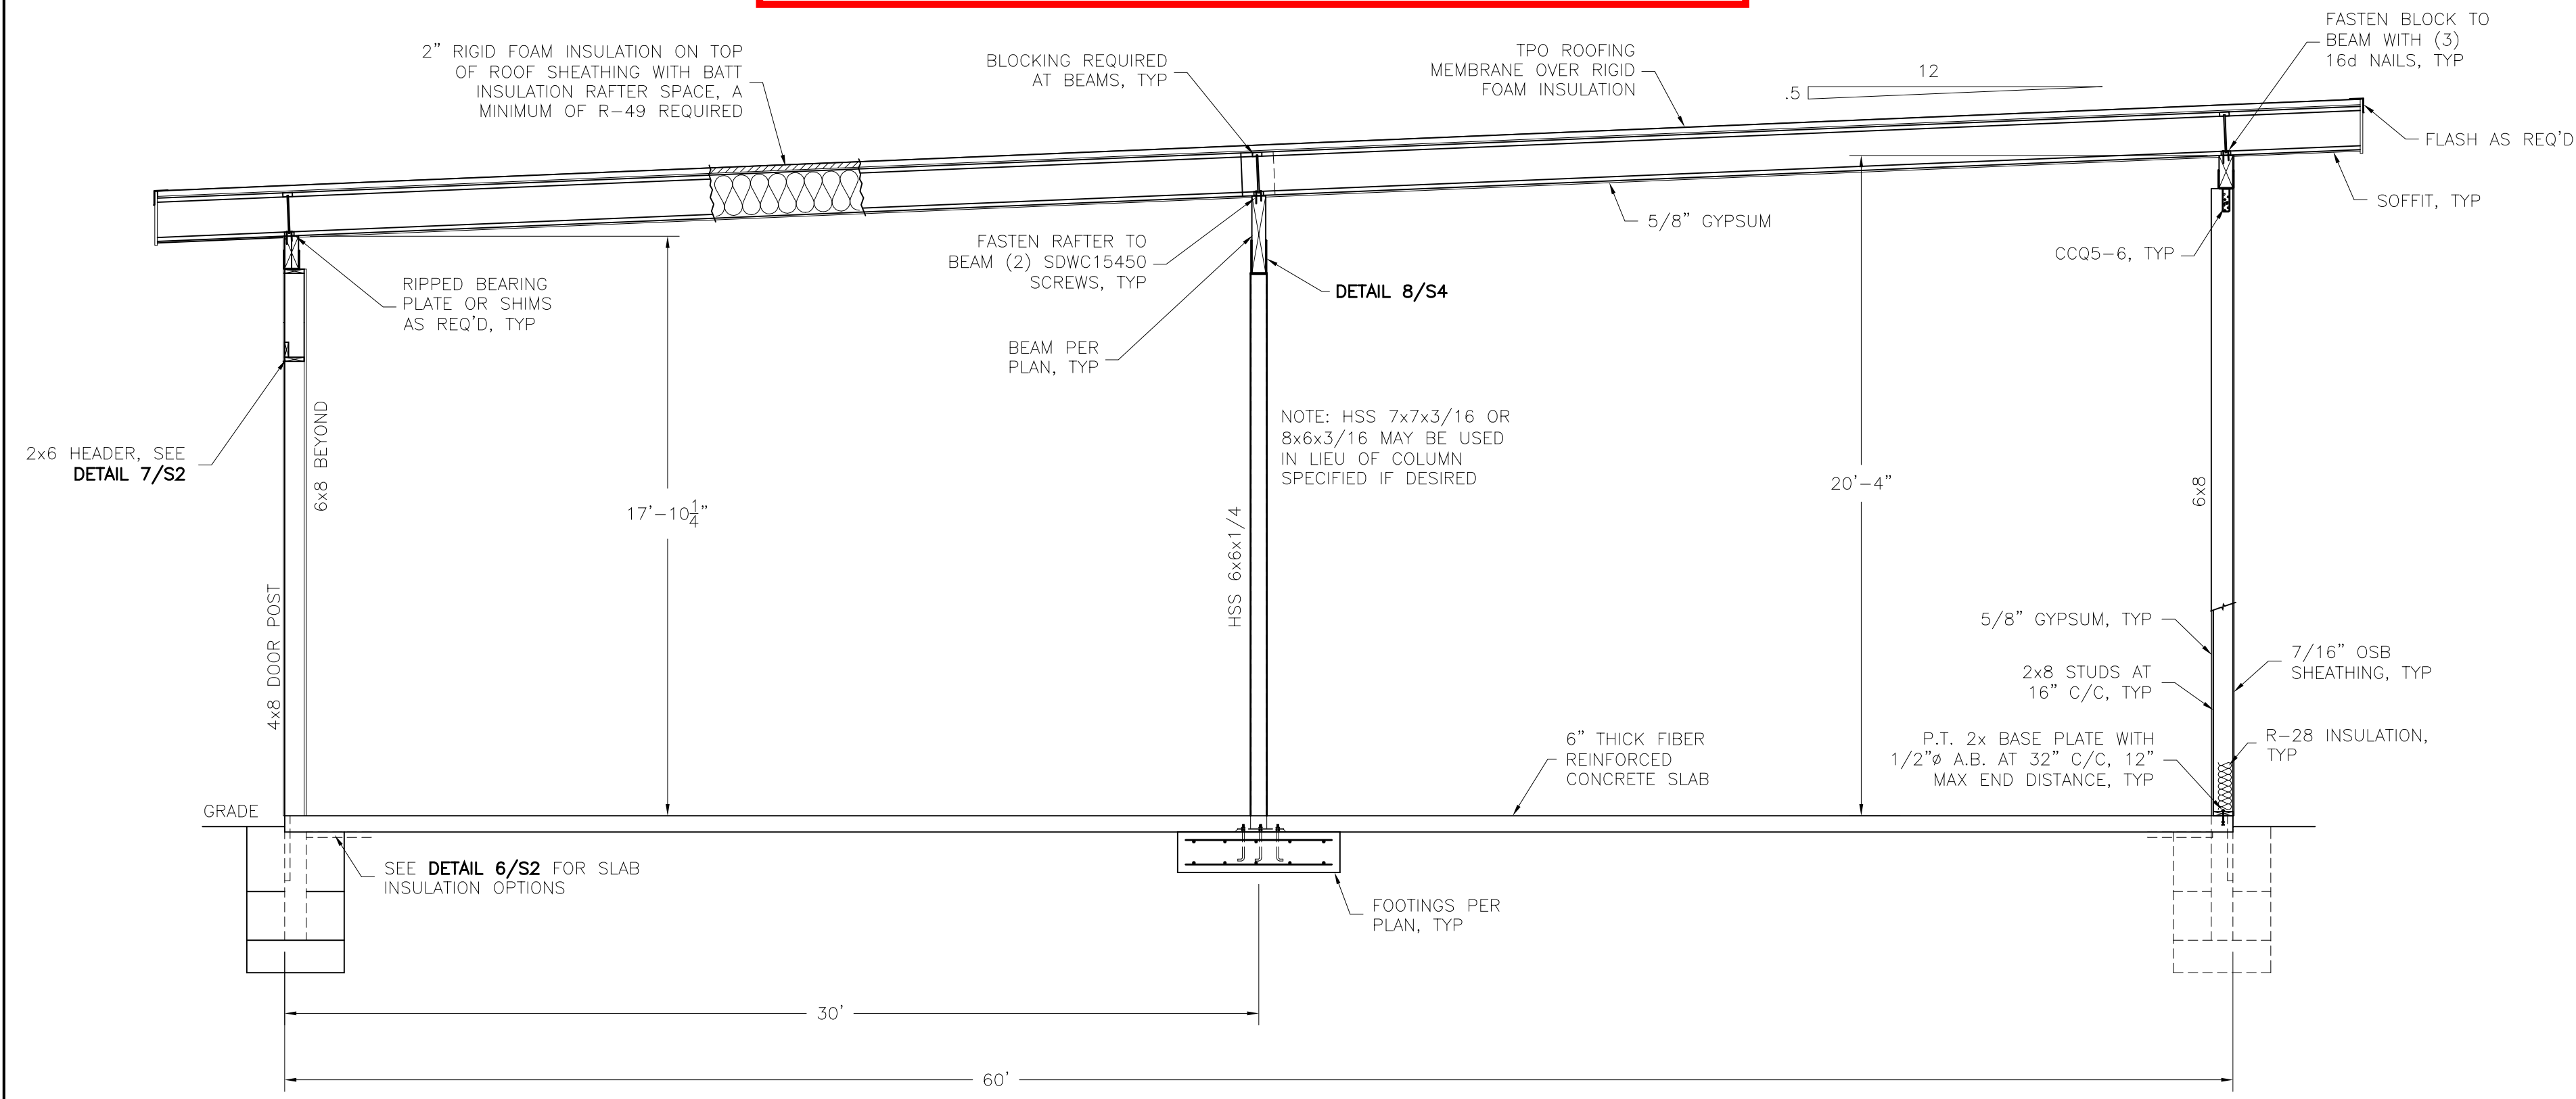 2" RIGID FOAM INSULATION ON TOP
OF ROOF SHEATHING WITH BATT
INSULATION RAFTER SPACE, A
MINIMUM OF R-49 REQUIRED
BLOCKING REQUIRED
AT BEAMS, TYP
TPO ROOFING
MEMBRANE OVER RIGID
FOAM INSULATION
12
.5
FASTEN BLOCK TO
BEAM WITH (3)
16d NAILS, TYP
FLASH AS REQ'D
SOFFIT, TYP
5/8" GYPSUM
CCQ5-6, TYP
FASTEN RAFTER TO
BEAM (2) SDWC15450
SCREWS, TYP
RIPPED BEARING
PLATE OR SHIMS
AS REQ'D, TYP
DETAIL 8/S4
BEAM PER
PLAN, TYP
2x6 HEADER, SEE
DETAIL 7/S2
6x8 BEYOND
4x8 DOOR POST
17'-10 1/4"
NOTE: HSS 7x7x3/16 OR
8x6x3/16 MAY BE USED
IN LIEU OF COLUMN
SPECIFIED IF DESIRED
HSS 6x6x1/4
20'-4"
6x8
5/8" GYPSUM, TYP
2x8 STUDS AT
16" C/C, TYP
7/16" OSB
SHEATHING, TYP
P.T. 2x BASE PLATE WITH
1/2"ø A.B. AT 32" C/C, 12"
MAX END DISTANCE, TYP
R-28 INSULATION,
TYP
6" THICK FIBER
REINFORCED
CONCRETE SLAB
GRADE
SEE DETAIL 6/S2 FOR SLAB
INSULATION OPTIONS
FOOTINGS PER
PLAN, TYP
30'
60'